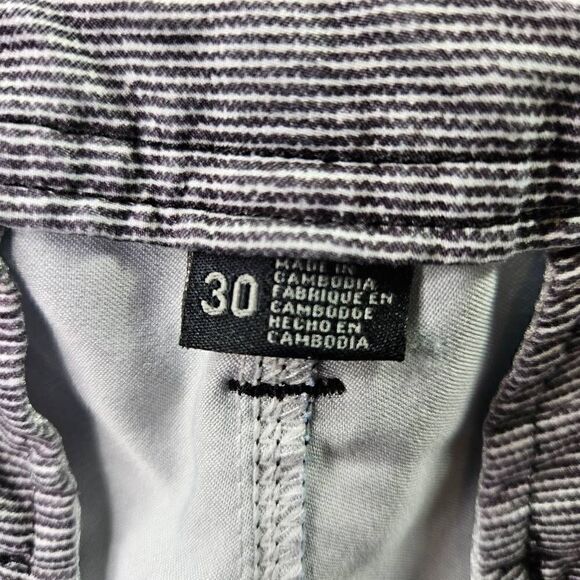 30
MADE IN
CAMBODIA
FABRIQUE EN
CAMBODGE
HECHO EN
CAMBODIA